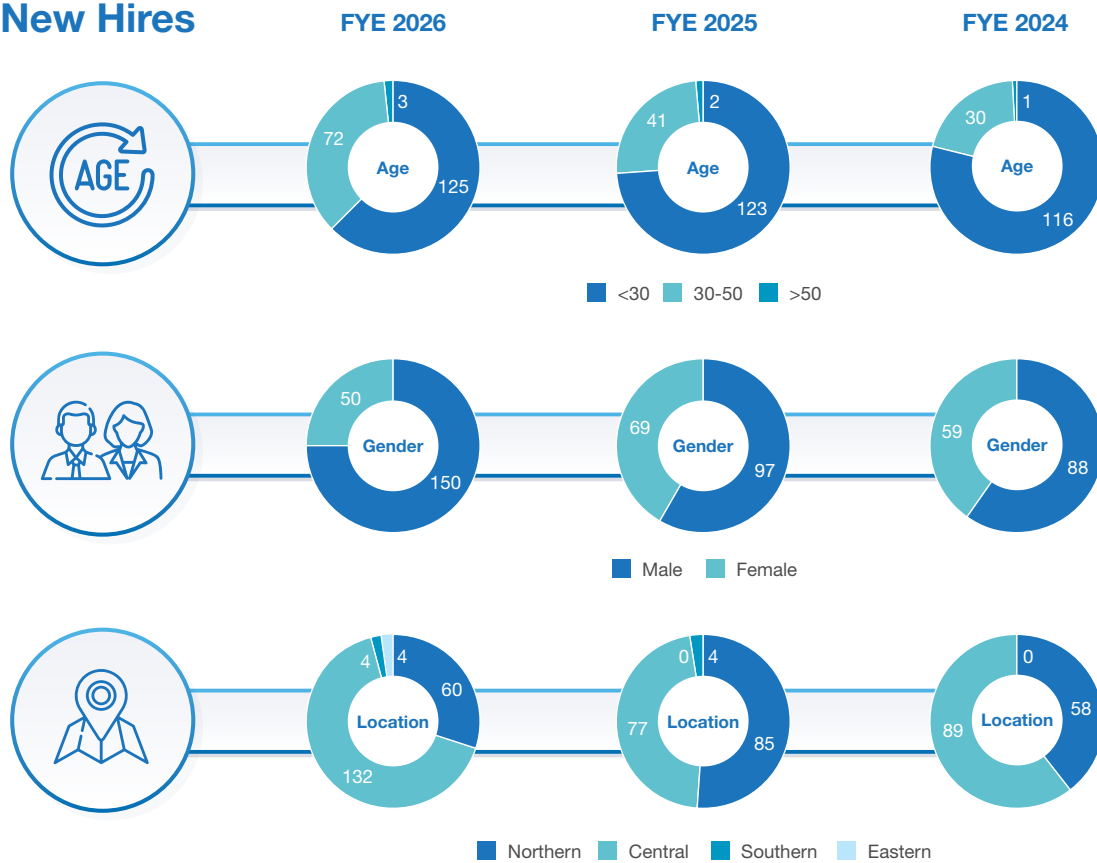 New Hires
FYE 2026 FYE 2025 FYE 2024
AGE
3
72
Age
125
2
41
Age
123
1
30
Age
116
<30 30-50 >50
50
Gender
150
69
Gender
97
59
Gender
88
Male Female
4 4
60
Location
132
0 4
77
Location
85
0
58
Location
89
Northern Central Southern Eastern